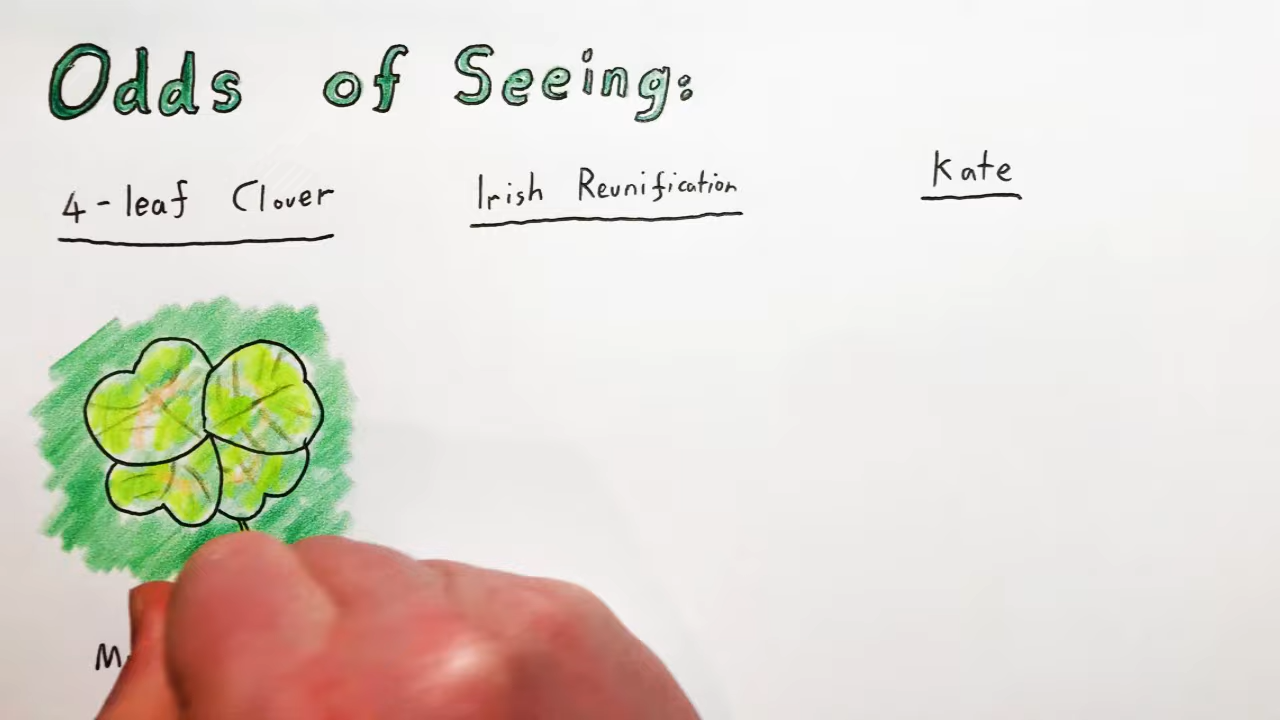 Odds of Seeing:
4-leaf Clover
Irish Reunification
Kate